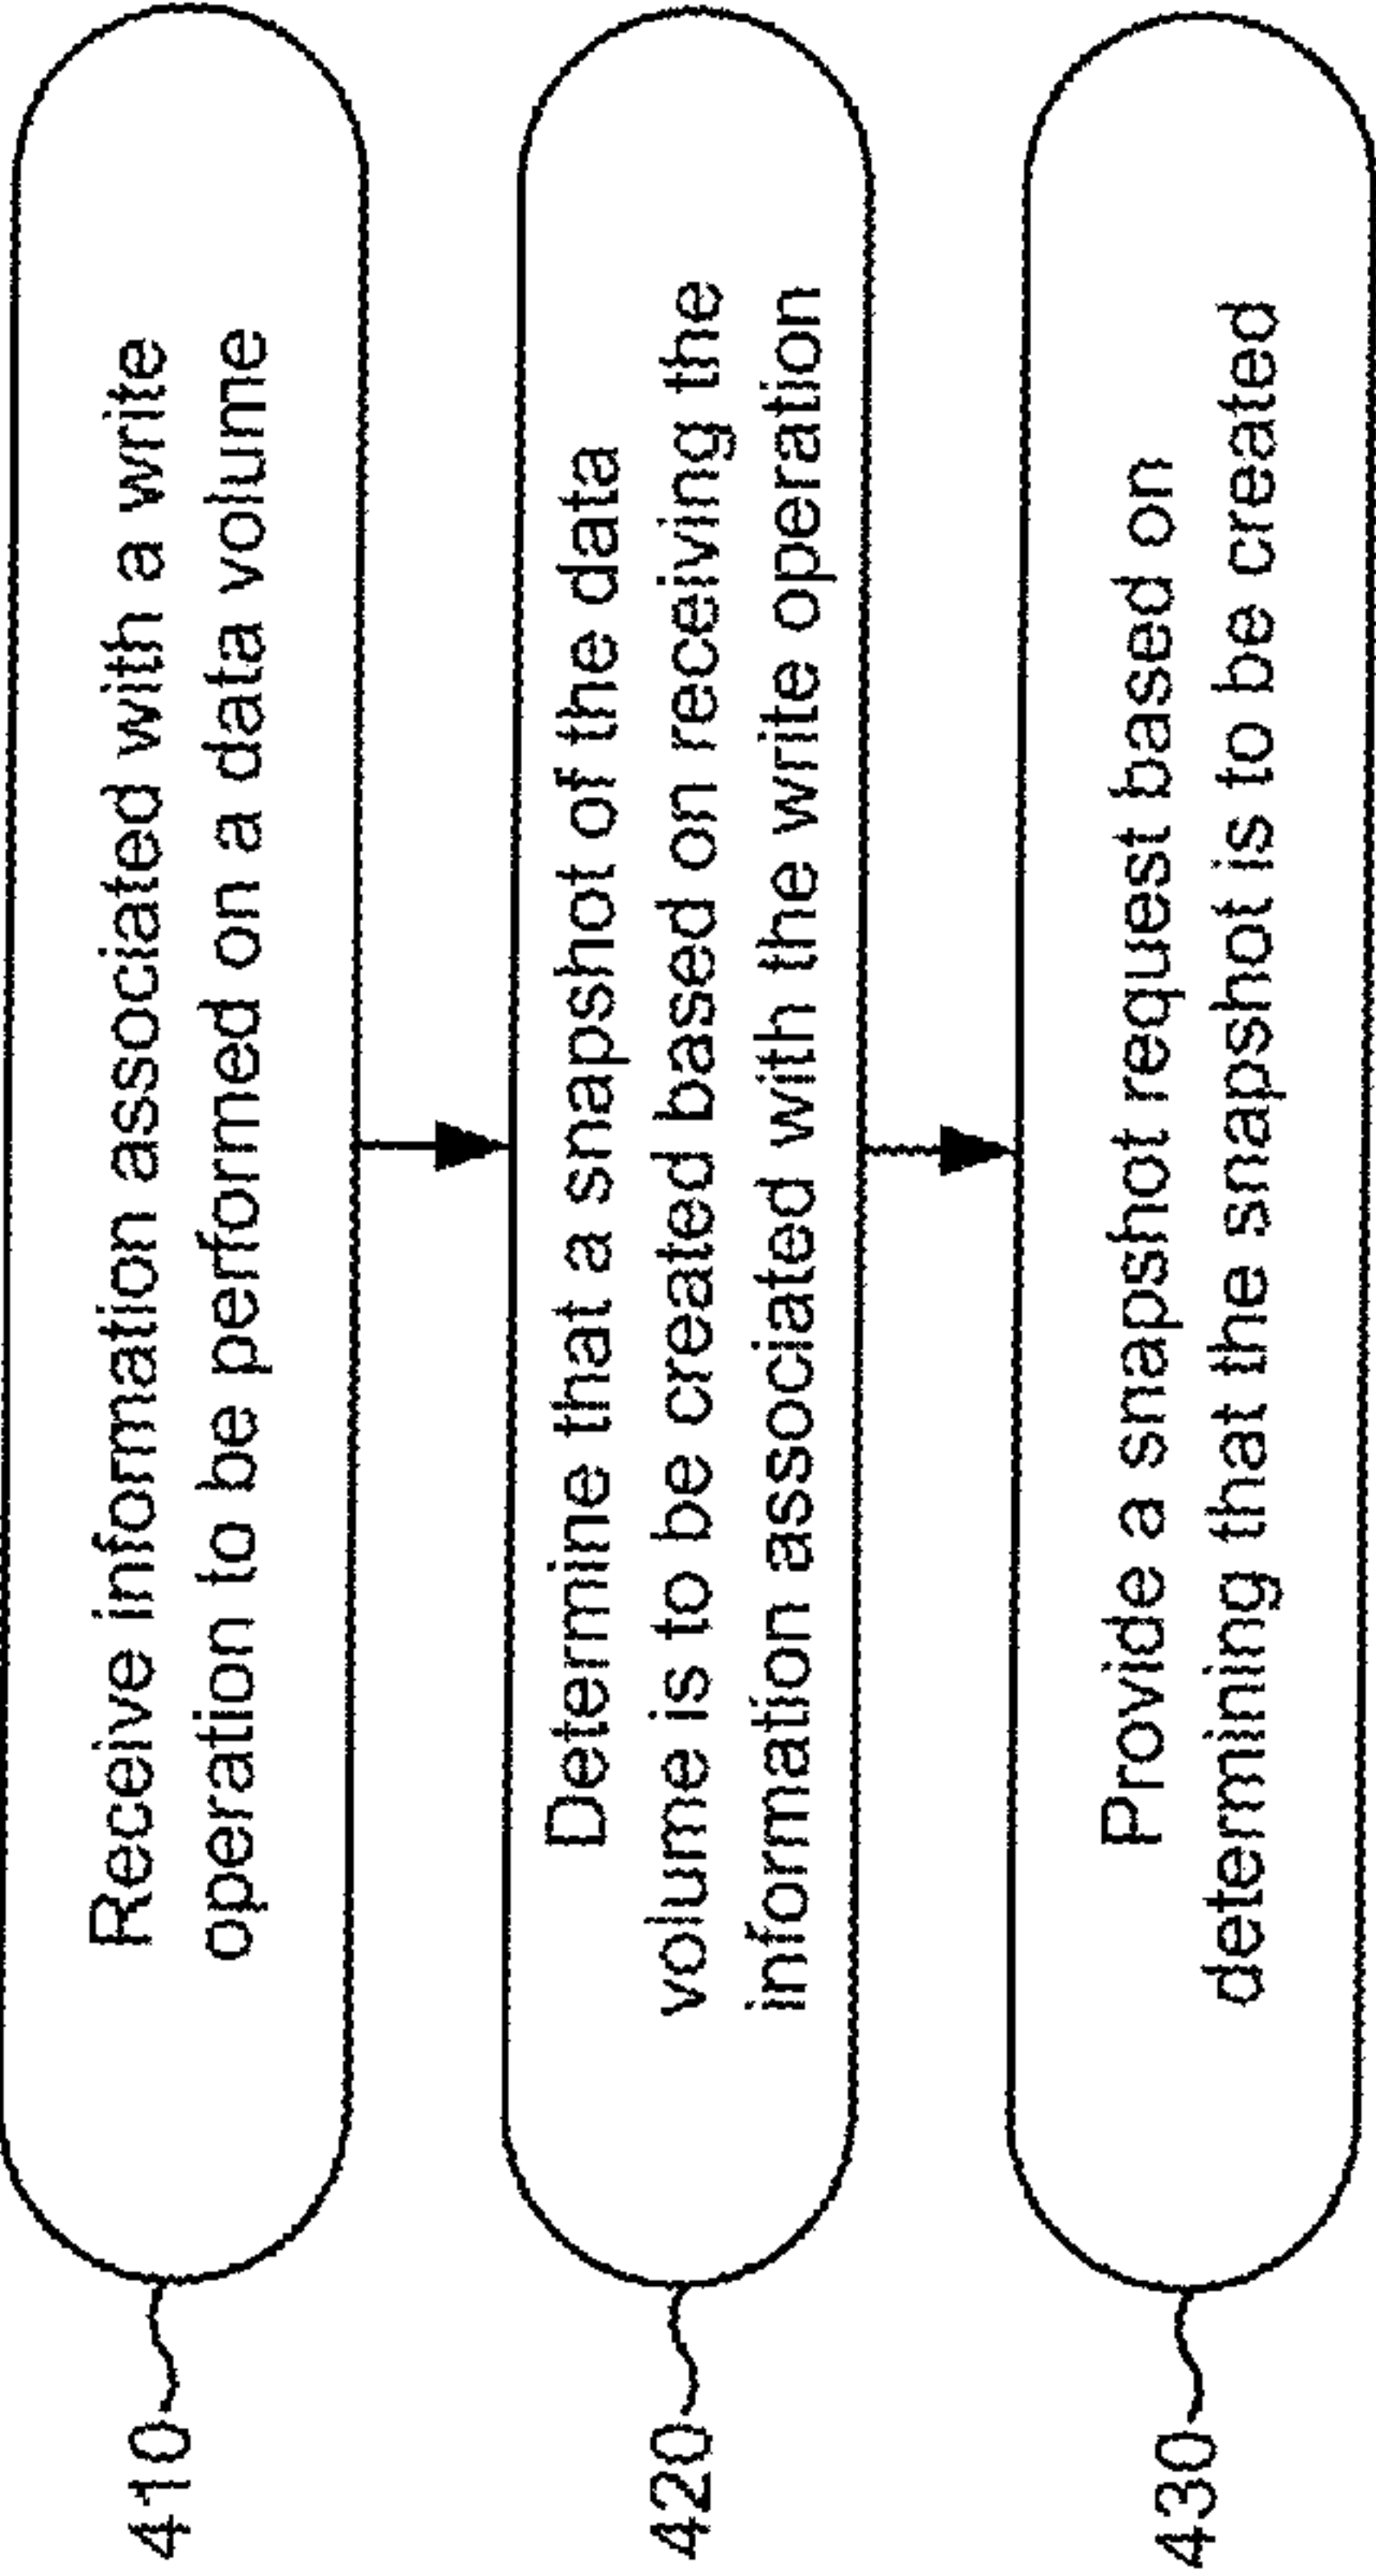 410
Receive information associated with a write
operation to be performed on a data volume
420
Determine that a snapshot of the data
volume is to be created based on receiving the
information associated with the write operation
430
Provide a snapshot request based on
determining that the snapshot is to be created